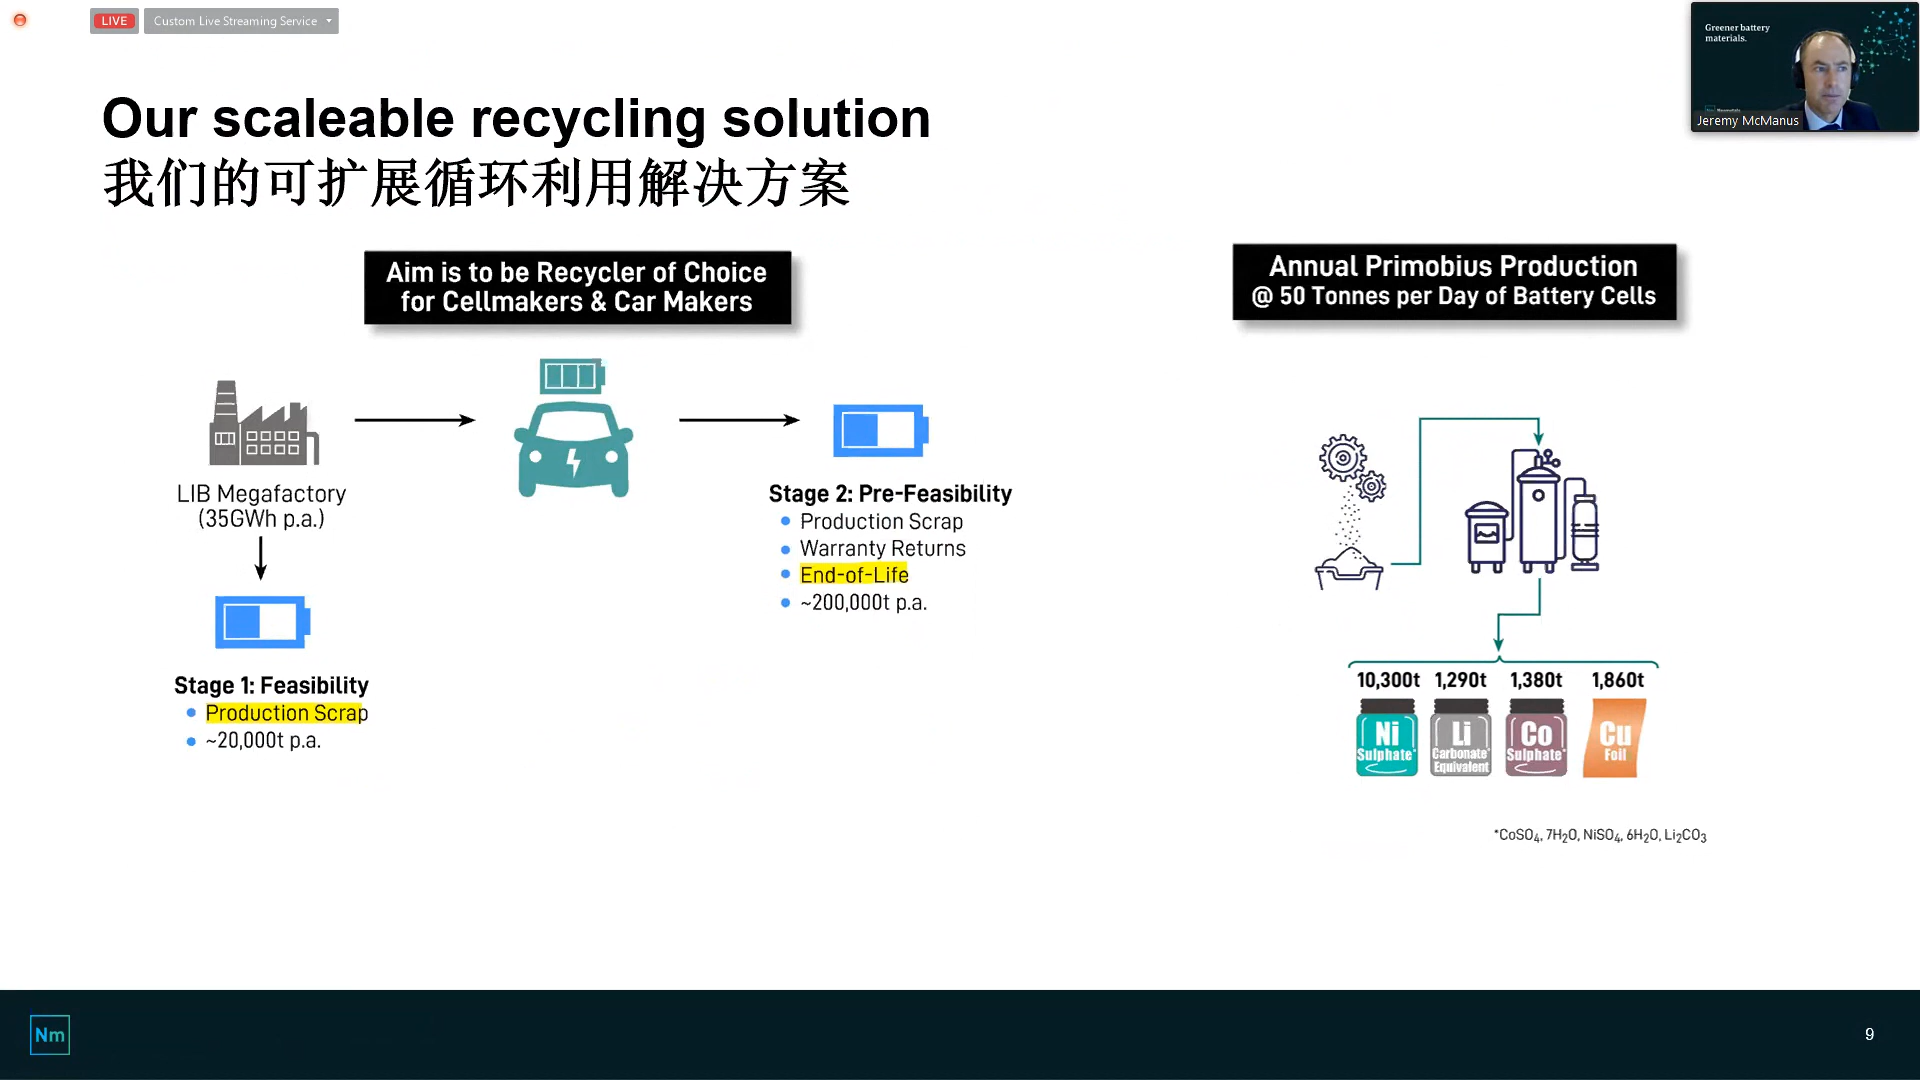 LIVE
Custom Live Streaming Service
Greener battery
materials.
Jeremy McManus
Our scaleable recycling solution
我们的可扩展循环利用解决方案
Aim is to be Recycler of Choice
for Cellmakers & Car Makers
Annual Primobius Production
@ 50 Tonnes per Day of Battery Cells
LIB Megafactory
(35GWh p.a.)
Stage 1: Feasibility
Production Scrap
~20,000t p.a.
Stage 2: Pre-Feasibility
Production Scrap
Warranty Returns
End-of-Life
~200,000t p.a.
10,300t 1,290t 1,380t 1,860t
Ni
Sulphate*
Li
Carbonate*
Equivalent
Co
Sulphate*
Cu
Foil
*CoSO₄, 7H₂O, NiSO₄, 6H₂O, Li₂CO₃
Nm
9